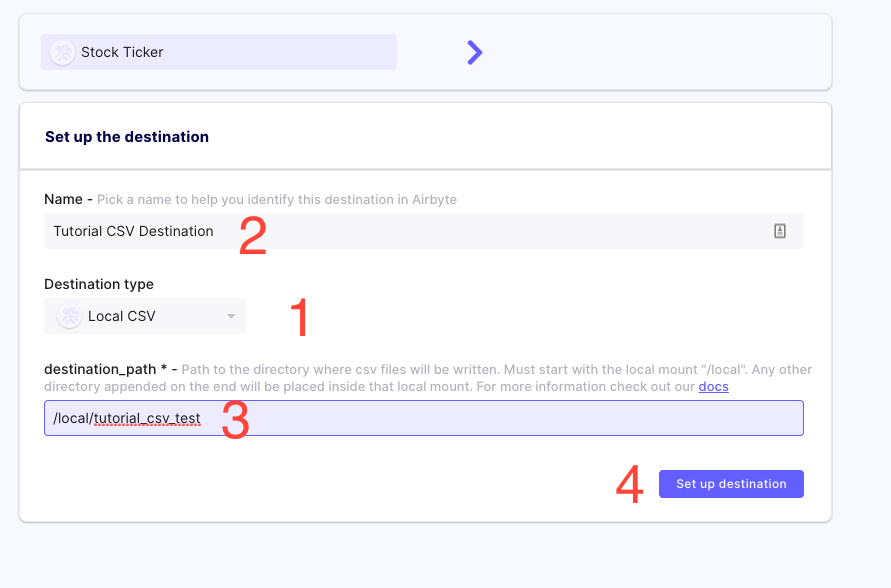 Stock Ticker
Set up the destination
Name - Pick a name to help you identify this destination in Airbyte
Tutorial CSV Destination 2
Destination type
Local CSV 1
destination_path * - Path to the directory where csv files will be written. Must start with the local mount "/local". Any other
directory appended on the end will be placed inside that local mount. For more information check out our docs
/local/tutorial_csv_test 3
4 Set up destination